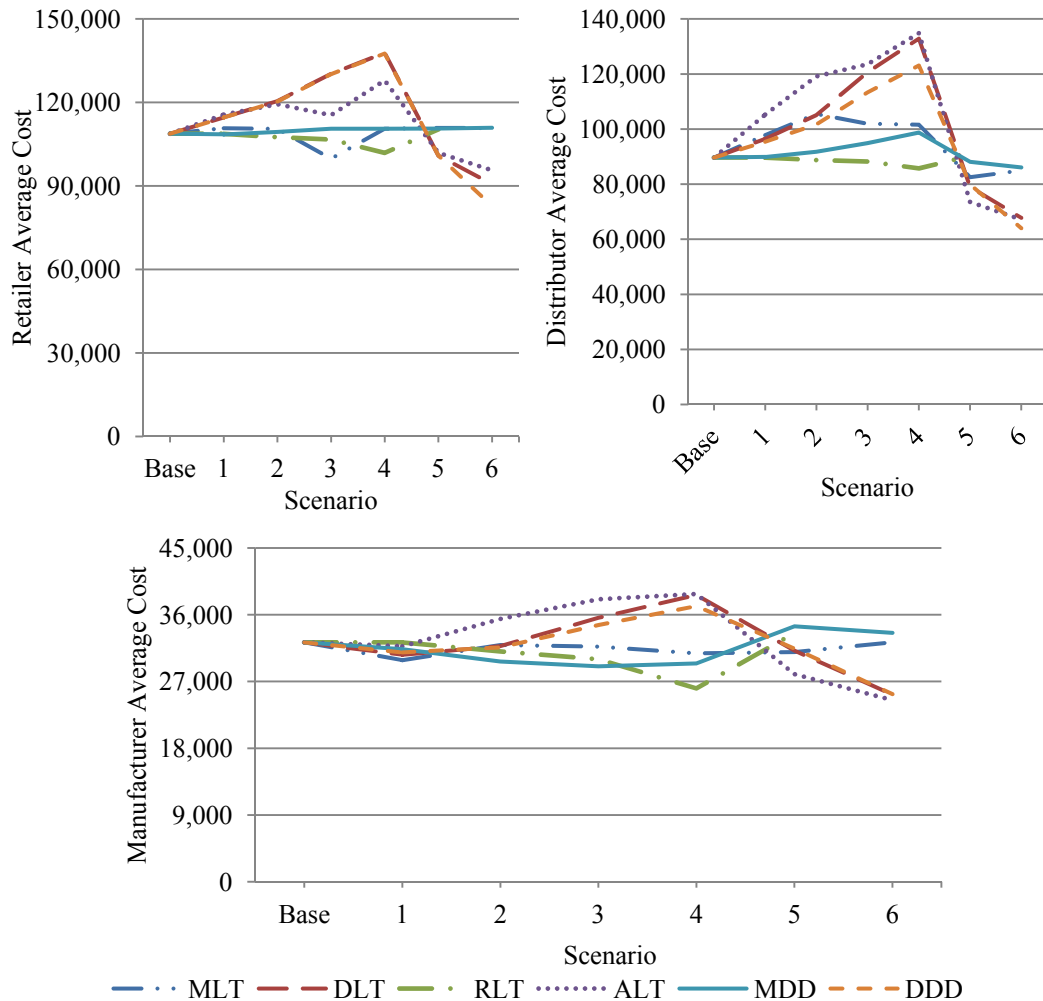 Retailer Average Cost
150,000
120,000
90,000
60,000
30,000
0
Base 1 2 3 4 5 6
Scenario
Distributor Average Cost
140,000
120,000
100,000
80,000
60,000
40,000
20,000
0
Base 1 2 3 4 5 6
Scenario
Manufacturer Average Cost
45,000
36,000
27,000
18,000
9,000
0
Base 1 2 3 4 5 6
Scenario
MLT DLT RLT ALT MDD DDD